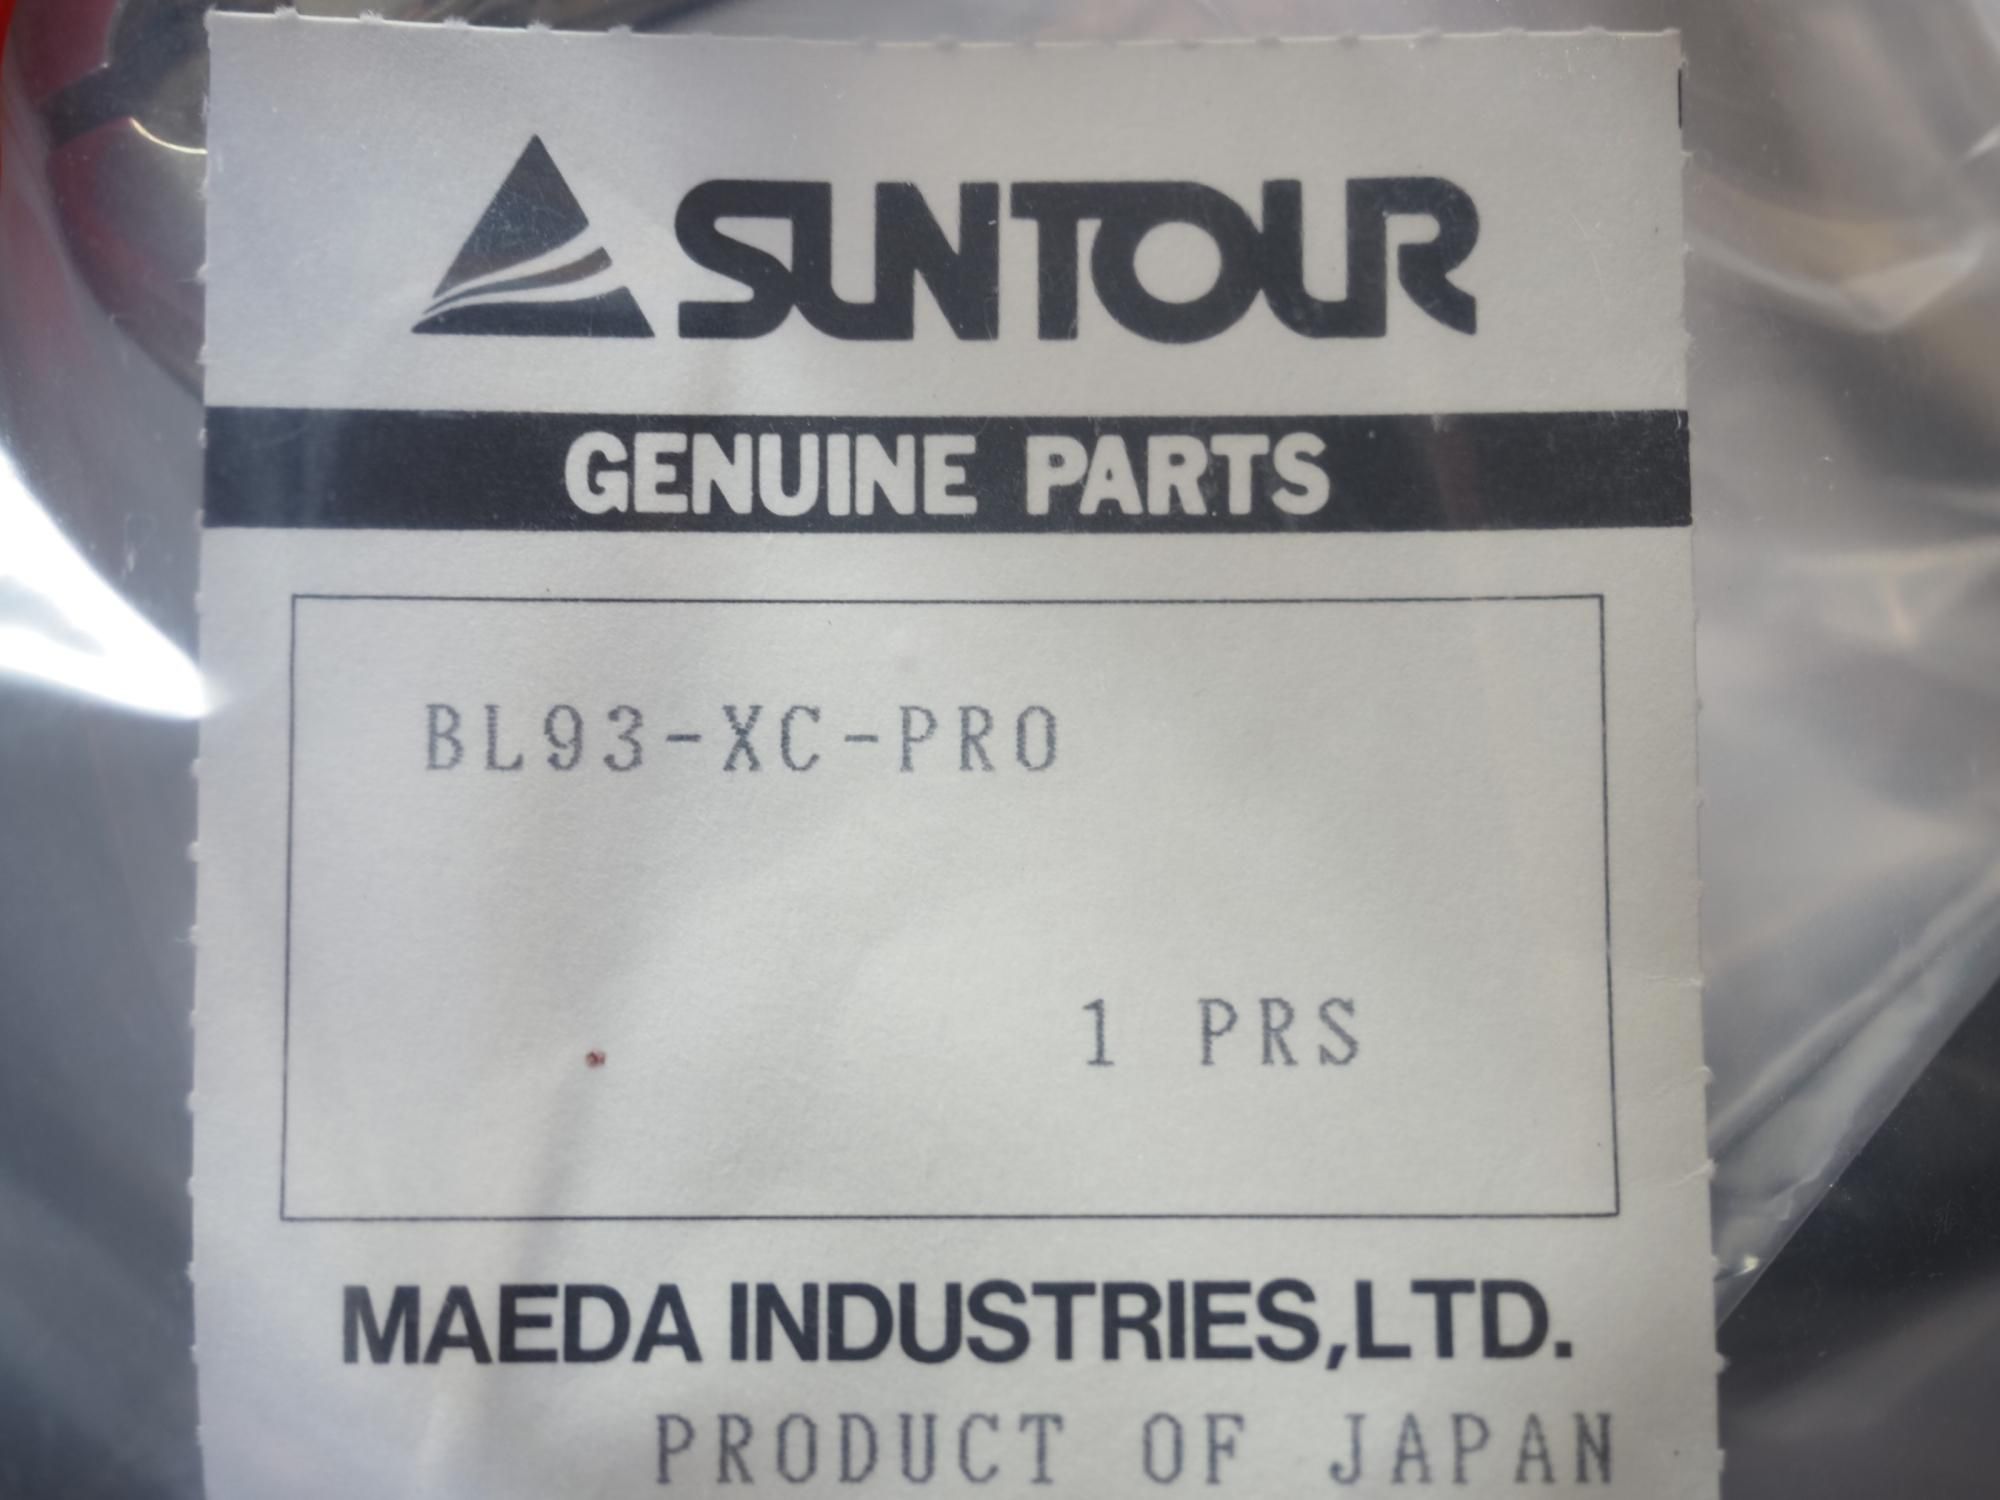 SUNTOUR
GENUINE PARTS
BL93-XC-PRO
1 PRS
MAEDA INDUSTRIES,LTD.
PRODUCT OF JAPAN